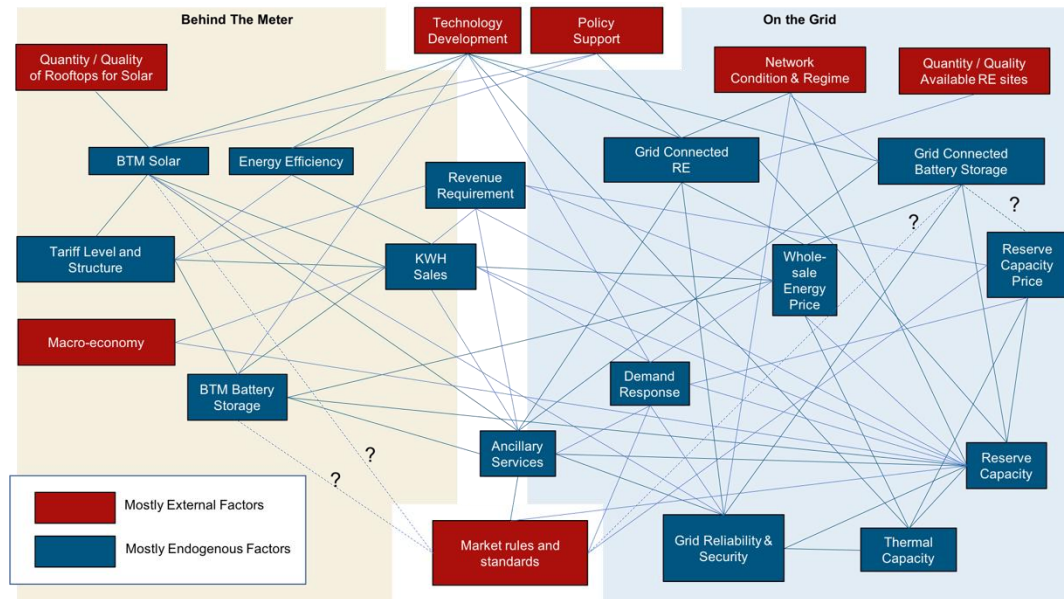 Behind The Meter
Technology
Development
Policy
Support
On the Grid
Quantity / Quality
of Rooftops for Solar
Network
Condition & Regime
Quantity / Quality
Available RE sites
BTM Solar
Energy Efficiency
Revenue
Requirement
Grid Connected
RE
Grid Connected
Battery Storage
?
?
Tariff Level and
Structure
KWH
Sales
Whole-
sale
Energy
Price
Reserve
Capacity
Price
Macro-economy
BTM Battery
Storage
Demand
Response
Ancillary
Services
Reserve
Capacity
?
?
Mostly External Factors
Mostly Endogenous Factors
Market rules and
standards
Grid Reliability &
Security
Thermal
Capacity